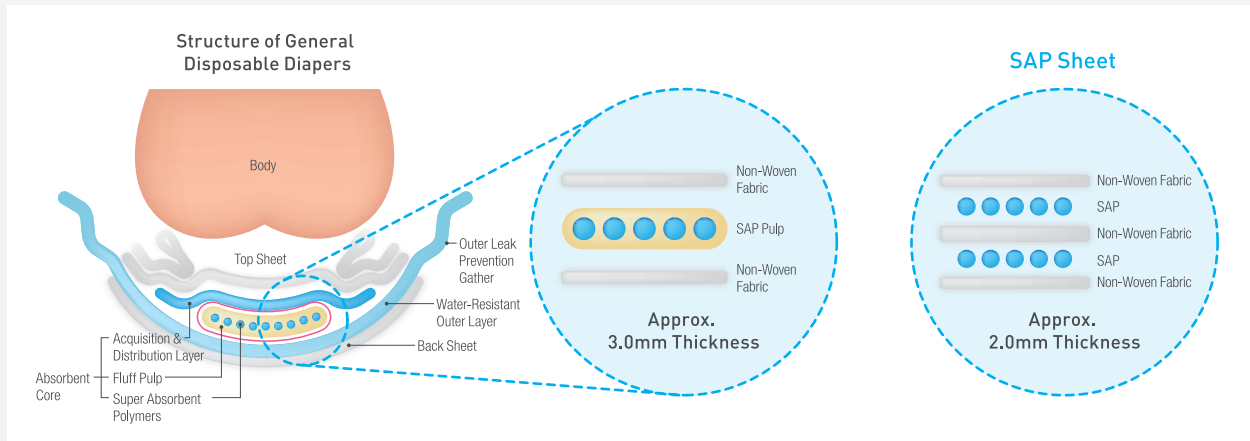 Structure of General
Disposable Diapers
Body
Top Sheet
Outer Leak
Prevention
Gather
Water-Resistant
Outer Layer
Back Sheet
Acquisition &
Distribution Layer
Absorbent
Core
Fluff Pulp
Super Absorbent
Polymers
Non-Woven
Fabric
SAP Pulp
Non-Woven
Fabric
Approx.
3.0mm Thickness
SAP Sheet
Non-Woven Fabric
SAP
Non-Woven Fabric
SAP
Non-Woven Fabric
Approx.
2.0mm Thickness